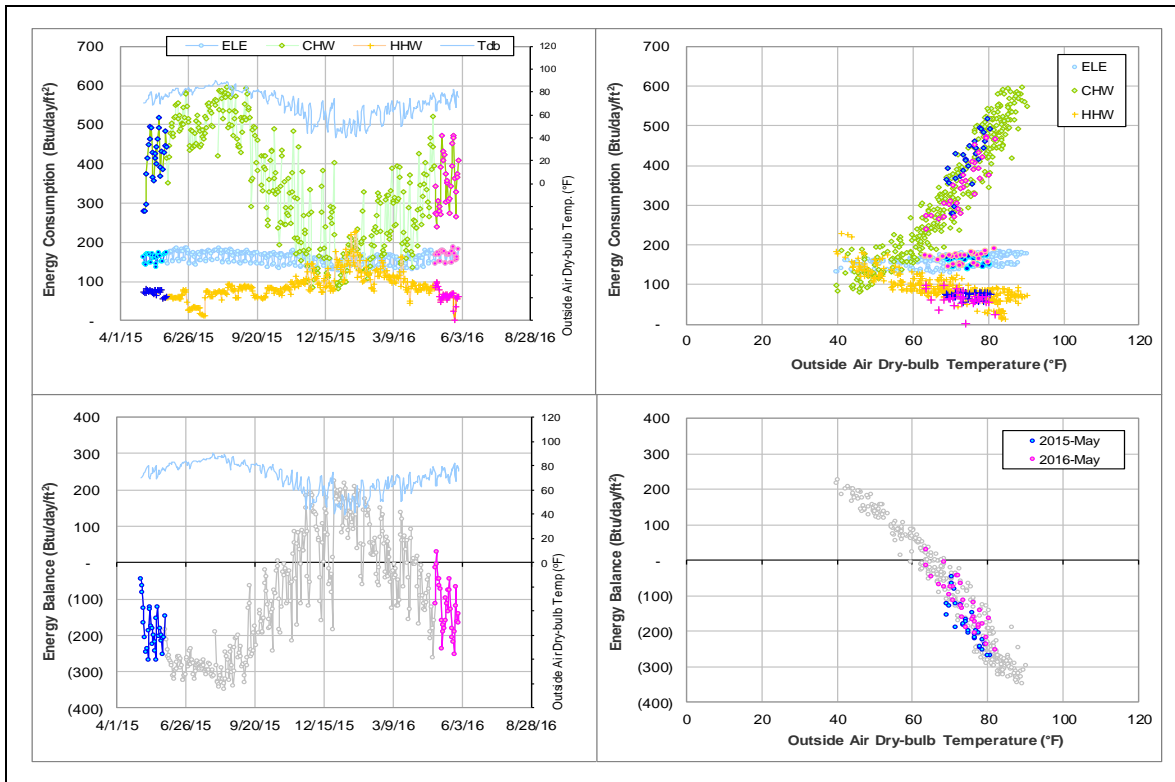 ELE CHW HHW Tdb
700
600
500
400
300
200
100
-
Energy Consumption (Btu/day/ft²)
120
100
80
60
40
20
0
Outside Air Dry-bulb Temp. (°F)
4/1/15 6/26/15 9/20/15 12/15/15 3/9/16 6/3/16 8/28/16
700
600
500
400
300
200
100
-
Energy Consumption (Btu/day/ft²)
ELE
CHW
HHW
0 20 40 60 80 100 120
Outside Air Dry-bulb Temperature (°F)
400
300
200
100
-
(100)
(200)
(300)
(400)
Energy Balance (Btu/day/ft²)
120
100
80
60
40
20
0
Outside Air Dry-bulb Temp (°F)
4/1/15 6/26/15 9/20/15 12/15/15 3/9/16 6/3/16 8/28/16
400
300
200
100
-
(100)
(200)
(300)
(400)
Energy Balance (Btu/day/ft²)
2015-May
2016-May
0 20 40 60 80 100 120
Outside Air Dry-bulb Temperature (°F)